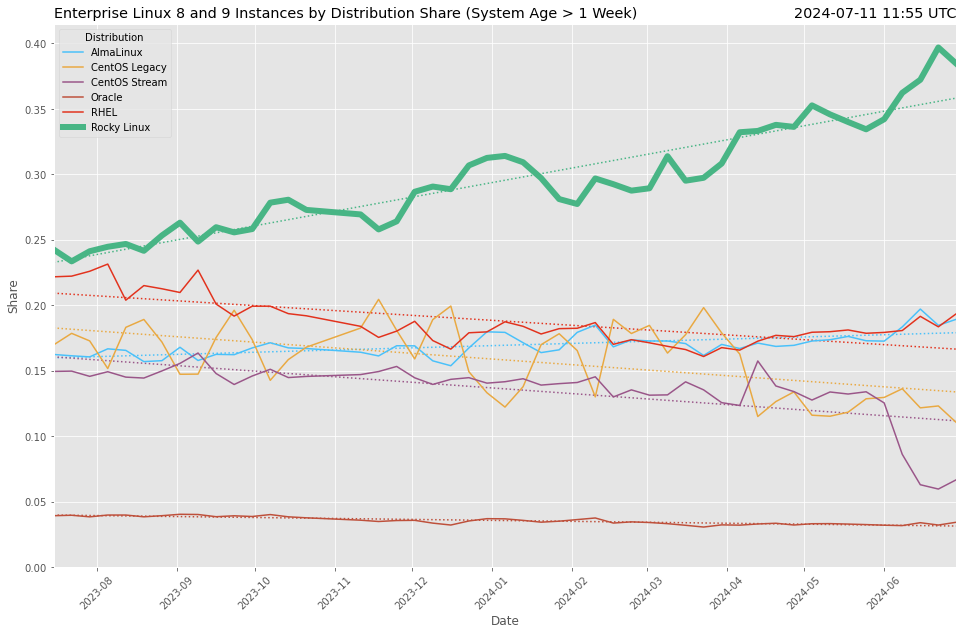 Enterprise Linux 8 and 9 Instances by Distribution Share (System Age > 1 Week)
2024-07-11 11:55 UTC
Distribution
AlmaLinux
CentOS Legacy
CentOS Stream
Oracle
RHEL
Rocky Linux
0.40
0.35
0.30
0.25
0.20
0.15
0.10
0.05
0.00
Share
2023-08
2023-09
2023-10
2023-11
2023-12
2024-01
2024-02
2024-03
2024-04
2024-05
2024-06
Date